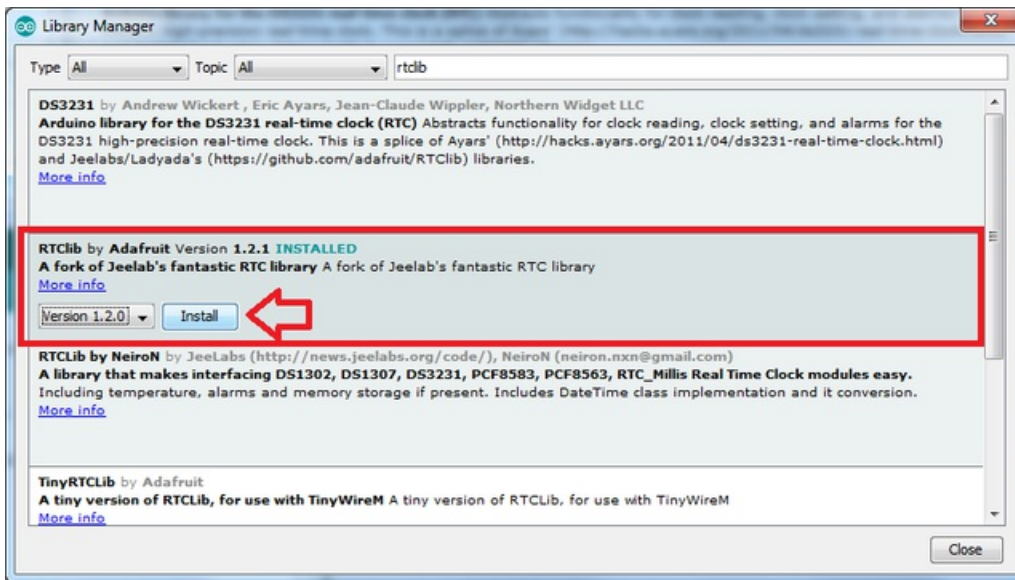 Library Manager
Type All Topic All rtclib
DS3231 by Andrew Wickert , Eric Ayars, Jean-Claude Wippler, Northern Widget LLC
Arduino library for the DS3231 real-time clock (RTC) Abstracts functionality for clock reading, clock setting, and alarms for the
DS3231 high-precision real-time clock. This is a splice of Ayars' (http://hacks.ayars.org/2011/04/ds3231-real-time-clock.html)
and Jeelabs/Ladyada's (https://github.com/adafruit/RTClib) libraries.
More info
RTClib by Adafruit Version 1.2.1 INSTALLED
A fork of Jeelab's fantastic RTC library A fork of Jeelab's fantastic RTC library
More info
Version 1.2.0 Install
RTCLib by NeiroN by JeeLabs (http://news.jeelabs.org/code/), NeiroN (neiron.nxn@gmail.com)
A library that makes interfacing DS1302, DS1307, DS3231, PCF8583, PCF8563, RTC_Millis Real Time Clock modules easy.
Including temperature, alarms and memory storage if present. Includes DateTime class implementation and it conversion.
More info
TinyRTCLib by Adafruit
A tiny version of RTCLib, for use with TinyWireM A tiny version of RTCLib, for use with TinyWireM
More info
Close